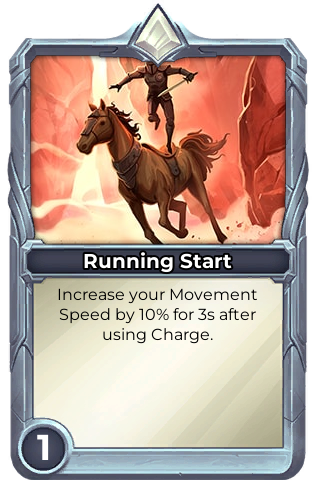 Running Start
Increase your Movement
Speed by 10% for 3s after
using Charge.
1